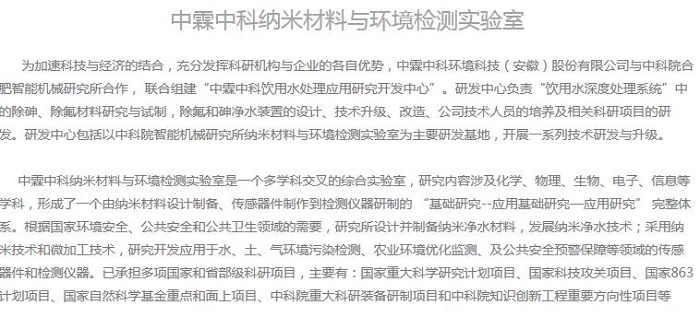 中霖中科纳米材料与环境检测实验室
为加速科技与经济的结合，充分发挥科研机构与企业的各自优势，中霖中科环境科技（安徽）股份有限公司与中科院合
肥智能机械研究所合作， 联合组建“中霖中科饮用水处理应用研究开发中心”。研发中心负责“饮用水深度处理系统”中
的除砷、除氟材料研究与试制，除氟和砷净水装置的设计、技术升级、改造、公司技术人员的培养及相关科研项目的研
发。研发中心包括以中科院智能机械研究所纳米材料与环境检测实验室为主要研发基地，开展一系列技术研发与升级。
中霖中科纳米材料与环境检测实验室是一个多学科交叉的综合实验室，研究内容涉及化学、物理、生物、电子、信息等
学科，形成了一个由纳米材料设计制备、传感器件制作到检测仪器研制的 “基础研究--应用基础研究—应用研究” 完整体
系。根据国家环境安全、公共安全和公共卫生领域的需要，研究所设计并制备纳米净水材料，发展纳米净水技术；采用纳
米技术和微加工技术，研究开发应用于水、土、气环境污染检测、农业环境优化监测、及公共安全预警保障等领域的传感
器件和检测仪器。已承担多项国家和省部级科研项目，主要有：国家重大科学研究计划项目、国家科技攻关项目、国家863
计划项目、国家自然科学基金重点和面上项目、中科院重大科研装备研制项目和中科院知识创新工程重要方向性项目等